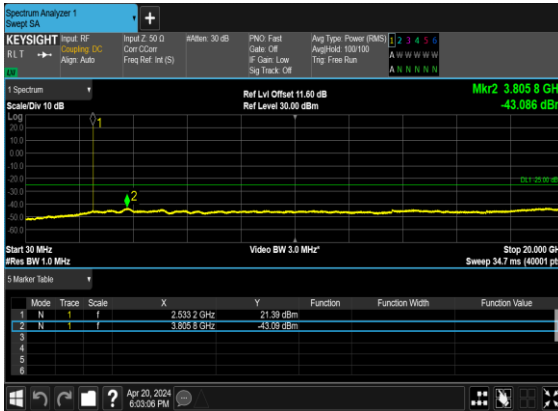 Spectrum Analyzer 1
Swept SA
+
KEYSIGHT Input: RF Input Z: 50 Ω #Atten: 30 dB PNO: Fast Avg Type: Power (RMS) 1 2 3 4 5 6
RLT Coupling: DC Corr CCorr Gate: Off Avg|Hold: 100/100 A W W W W W
Align: Auto Freq Ref: Int (S) IF Gain: Low Trig: Free Run
Sig Track: Off A N N N N N
1 Spectrum Ref Lvl Offset 11.60 dB Mkr2 3.805 8 GH
Scale/Div 10 dB Ref Level 30.00 dBm -43.086 dBr
Log
1
20.0
10.0
0.00
-10.0
-20.0
DL1 -25.00 dB
-30.0
2
-40.0
-50.0
-60.0
Start 30 MHz Video BW 3.0 MHz* Stop 20.000 GH
#Res BW 1.0 MHz Sweep 34.7 ms (40001 pt
5 Marker Table
Mode Trace Scale X Y Function Function Width Function Value
1 N 1 f 2.533 2 GHz 21.39 dBm
2 N 1 f 3.805 8 GHz -43.09 dBm
3
4
5
6
? Apr 20, 2024
6:03:06 PM